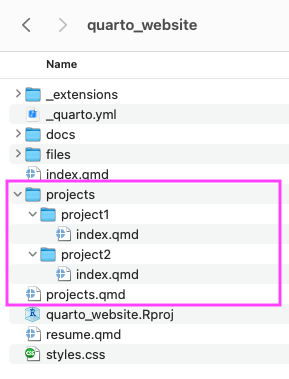 quarto_website
Name
_extensions
_quarto.yml
docs
files
index.qmd
projects
project1
index.qmd
project2
index.qmd
projects.qmd
quarto_website.Rproj
resume.qmd
styles.css